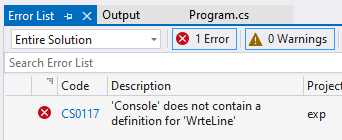 Error List Output Program.cs
Entire Solution 1 Error 0 Warnings
Search Error List
Code Description Project
CS0117 'Console' does not contain a definition for 'WrteLine' exp